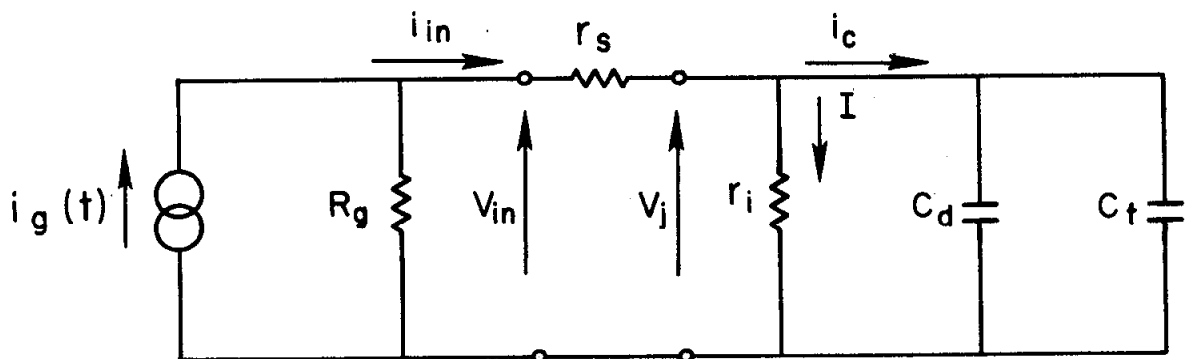 i_in
r_s
i_c
I
i_g(t)
R_g
V_in
V_j
r_i
C_d
C_t